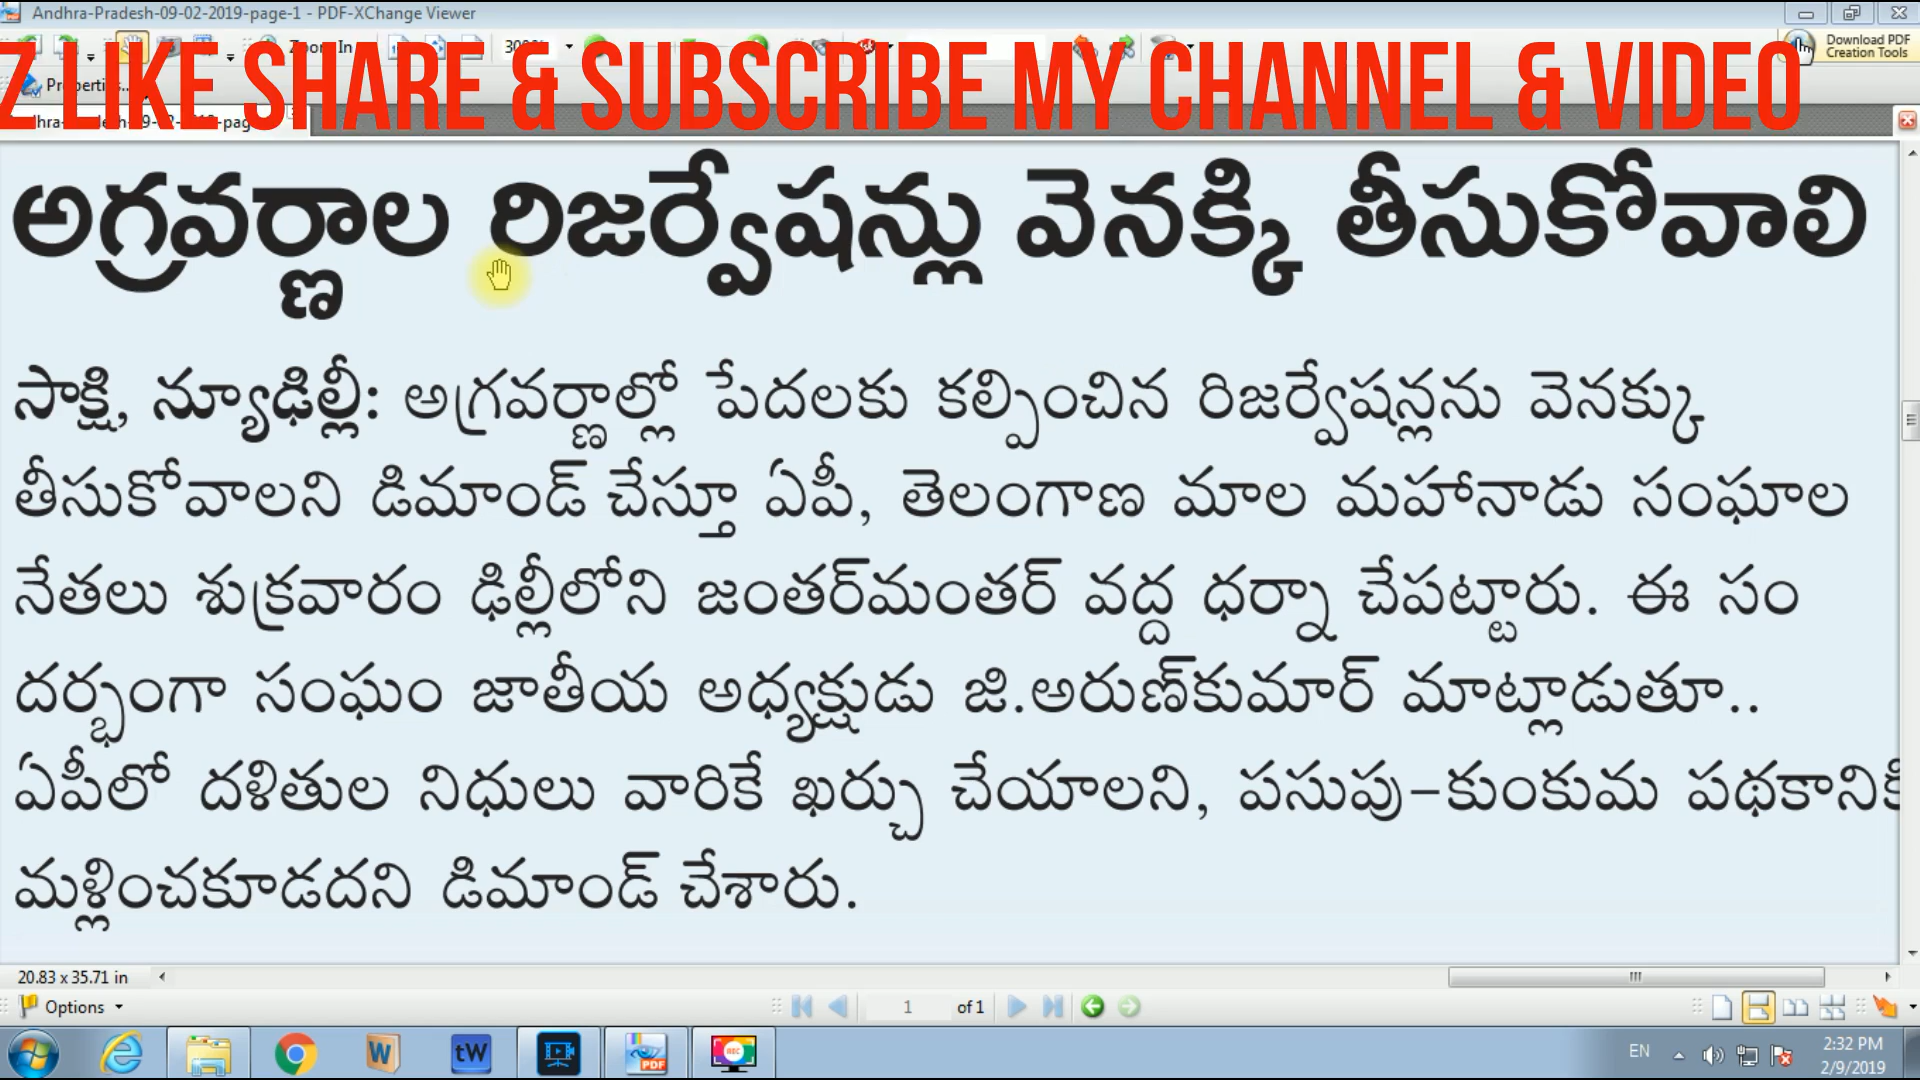 Andhra-Pradesh-09-02-2019-page-1 - PDF-XChange Viewer
Zoom In
Download PDF
Creation Tools
Z LIKE SHARE & SUBSCRIBE MY CHANNEL & VIDEO
Properties..
అగ్రవర్ణాల రిజర్వేషన్లు వెనక్కి తీసుకోవాలి
సాక్షి, న్యూఢిల్లీ: అగ్రవర్ణాల్లో పేదలకు కల్పించిన రిజర్వేషన్లను వెనక్కు
తీసుకోవాలని డిమాండ్ చేస్తూ ఏపీ, తెలంగాణ మాల మహానాడు సంఘాల
నేతలు శుక్రవారం ఢిల్లీలోని జంతర్‌మంతర్ వద్ద ధర్నా చేపట్టారు. ఈ సం
దర్భంగా సంఘం జాతీయ అధ్యక్షుడు జి.అరుణ్‌కుమార్ మాట్లాడుతూ..
ఏపీలో దళితుల నిధులు వారికే ఖర్చు చేయాలని, పసుపు-కుంకుమ పథకానికి
మళ్లించకూడదని డిమాండ్ చేశారు.
20.83 x 35.71 in
Options
1 of 1
EN
2:32 PM
2/9/2019